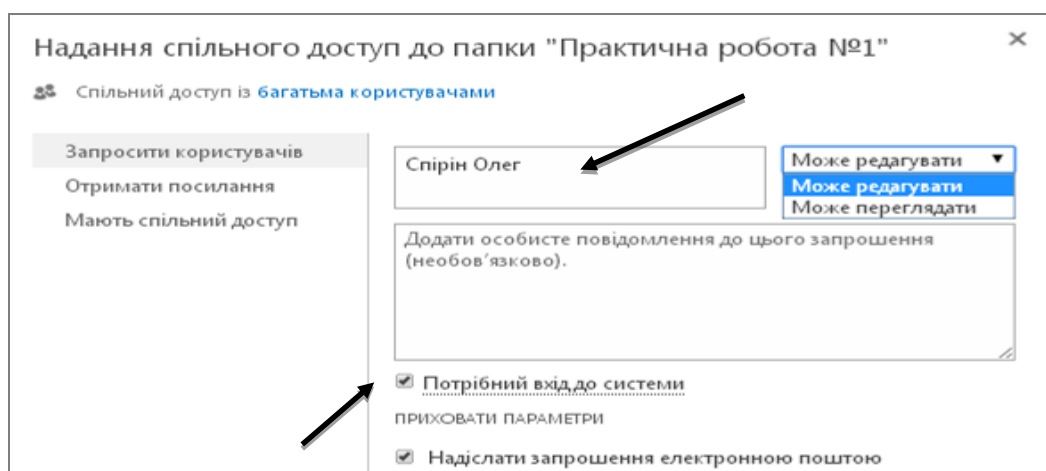 Надання спільного доступ до папки "Практична робота №1"
Спільний доступ із багатьма користувачами
Запросити користувачів
Отримати посилання
Мають спільний доступ
Спірін Олег
Може редагувати
Може редагувати
Може переглядати
Додати особисте повідомлення до цього запрошення
(необов’язково).
Потрібний вхід до системи
ПРИХОВАТИ ПАРАМЕТРИ
Надіслати запрошення електронною поштою